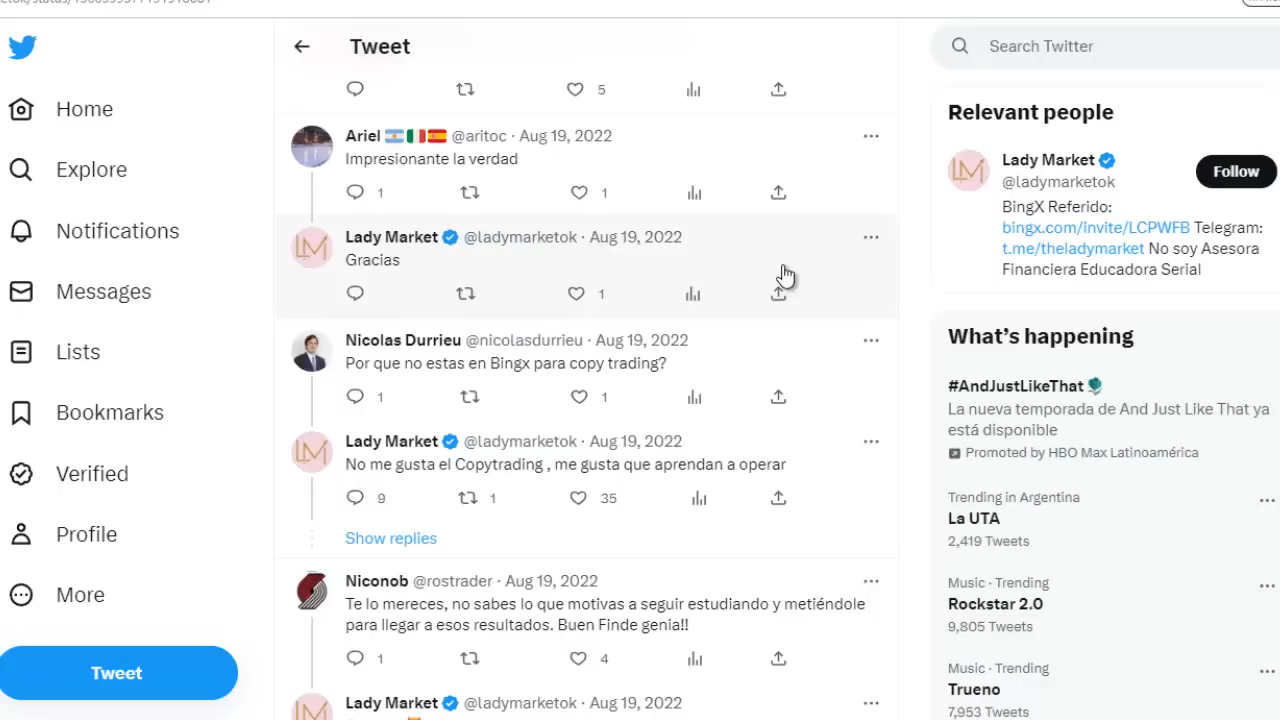 Tweet
Search Twitter
Home
Explore
Notifications
Messages
Lists
Bookmarks
Verified
Profile
More
Tweet
5
Ariel @aritoc · Aug 19, 2022
Impresionante la verdad
1 1
Lady Market @ladymarketok · Aug 19, 2022
Gracias
1
Nicolas Durrieu @nicolasdurrieu · Aug 19, 2022
Por que no estas en Bingx para copy trading?
1 1
Lady Market @ladymarketok · Aug 19, 2022
No me gusta el Copytrading , me gusta que aprendan a operar
9 1 35
Show replies
Niconob @rostrader · Aug 19, 2022
Te lo mereces, no sabes lo que motivas a seguir estudiando y metiéndole
para llegar a esos resultados. Buen Finde genia!!
1 4
Lady Market @ladymarketok · Aug 19, 2022
Relevant people
Lady Market
@ladymarketok
Follow
BingX Referido:
bingx.com/invite/LCPWFB Telegram:
t.me/theladymarket No soy Asesora
Financiera Educadora Serial
What's happening
#AndJustLikeThat
La nueva temporada de And Just Like That ya
está disponible
Promoted by HBO Max Latinoamérica
Trending in Argentina
La UTA
2,419 Tweets
Music · Trending
Rockstar 2.0
9,805 Tweets
Music · Trending
Trueno
7,953 Tweets